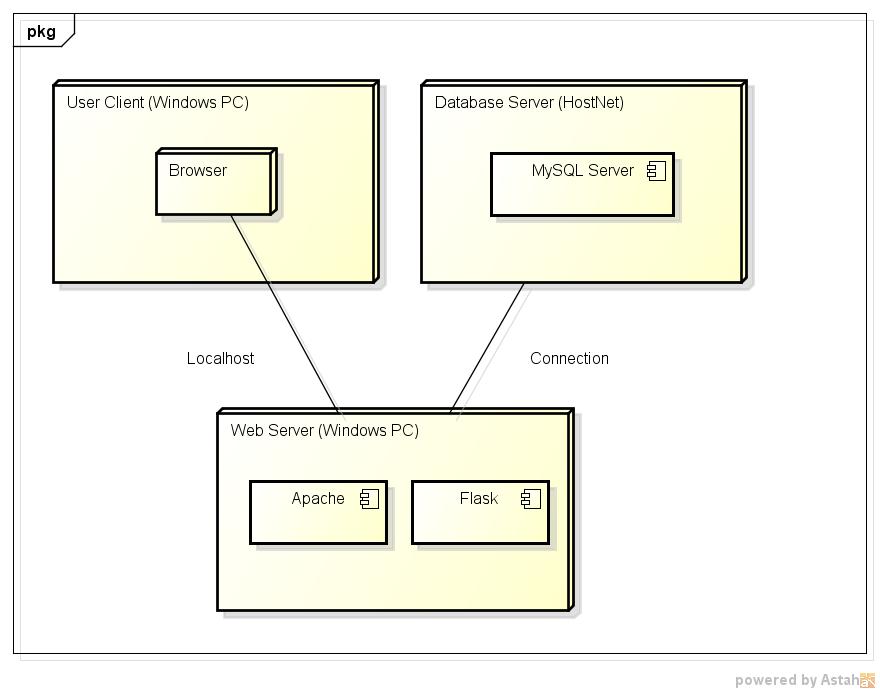 pkg
User Client (Windows PC)
Browser
Database Server (HostNet)
MySQL Server
Localhost
Connection
Web Server (Windows PC)
Apache
Flask
powered by Astah